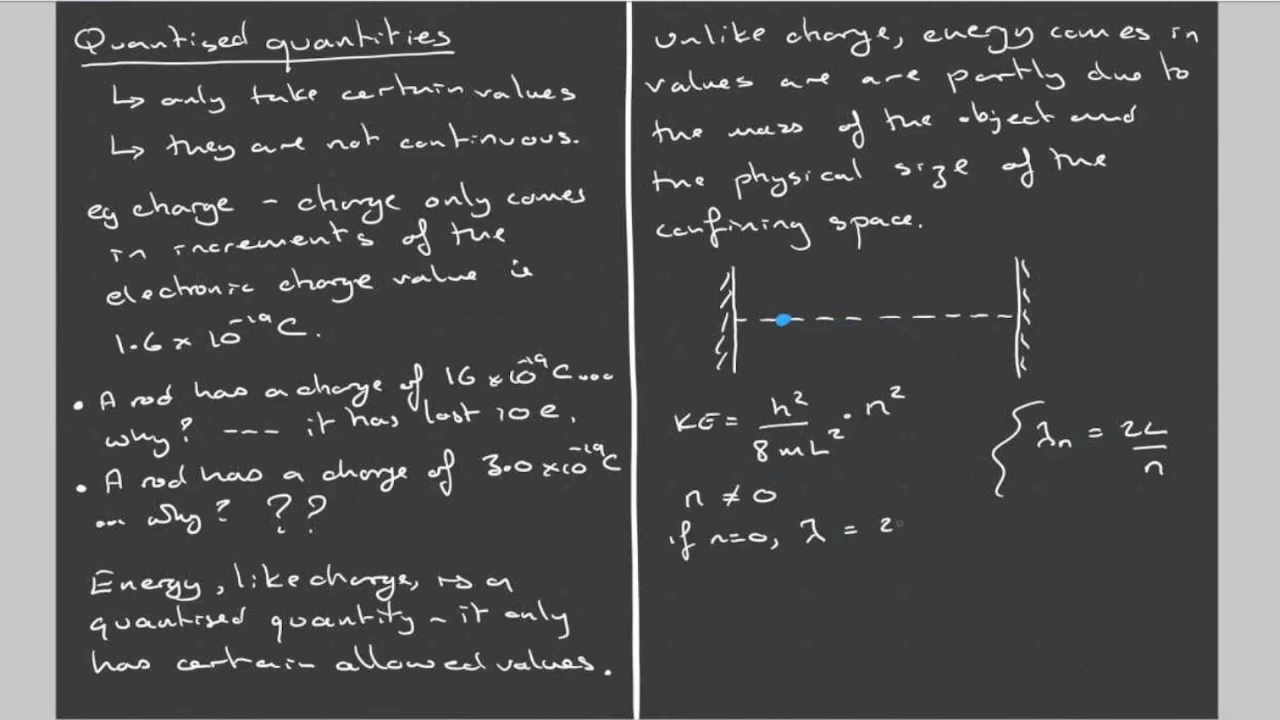 Quantised quantities
↳ only take certain values
↳ they are not continuous.
eg charge - charge only comes
in increments of the
electronic charge value is
1.6 × 10⁻¹⁹ C.
• A rod has a charge of 16 × 10⁻¹⁹ C ....
why? --- it has lost 10 e.
• A rod has a charge of 3.0 × 10⁻¹⁹ C
... why? ??
Energy, like charge, is a
quantised quantity - it only
has certain allowed values.
Unlike charge, energy comes in
values are are partly due to
the mass of the object and
the physical size of the
confining space.
KE = h²/8mL² · n²
{ λₙ = 2L/n
n ≠ 0
if n=0, λ = 2